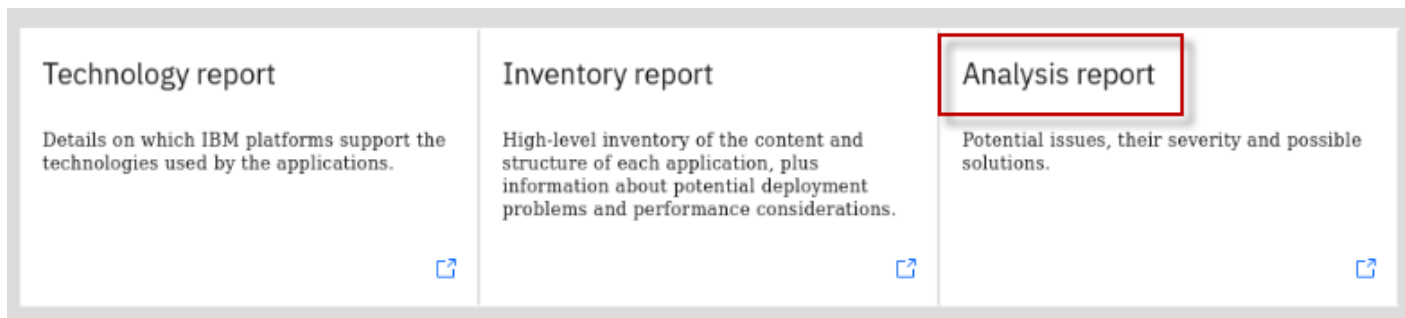 Technology report
Details on which IBM platforms support the
technologies used by the applications.
Inventory report
High-level inventory of the content and
structure of each application, plus
information about potential deployment
problems and performance considerations.
Analysis report
Potential issues, their severity and possible
solutions.